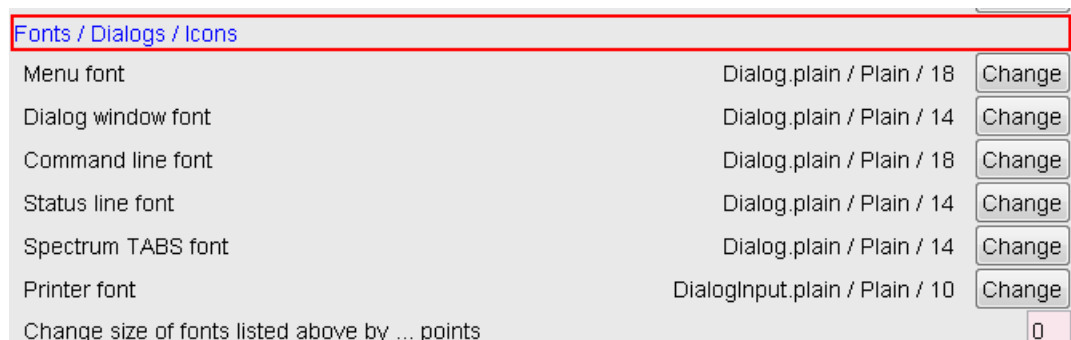 Fonts / Dialogs / Icons
Menu font Dialog.plain / Plain / 18 Change
Dialog window font Dialog.plain / Plain / 14 Change
Command line font Dialog.plain / Plain / 18 Change
Status line font Dialog.plain / Plain / 14 Change
Spectrum TABS font Dialog.plain / Plain / 14 Change
Printer font DialogInput.plain / Plain / 10 Change
Change size of fonts listed above by ... points 0